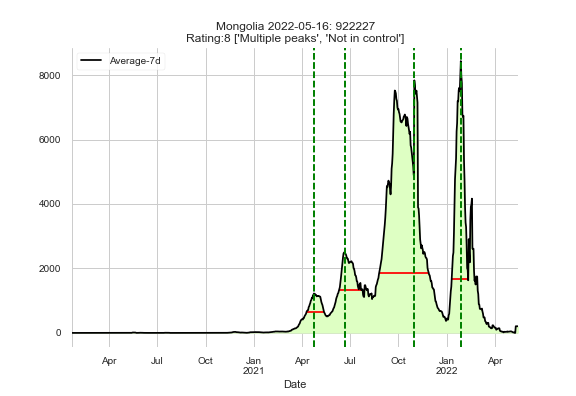 Mongolia 2022-05-16: 922227
Rating:8 ['Multiple peaks', 'Not in control']
Average-7d
8000
6000
4000
2000
0
Apr Jul Oct Jan Apr Jul Oct Jan Apr
2021 2022
Date